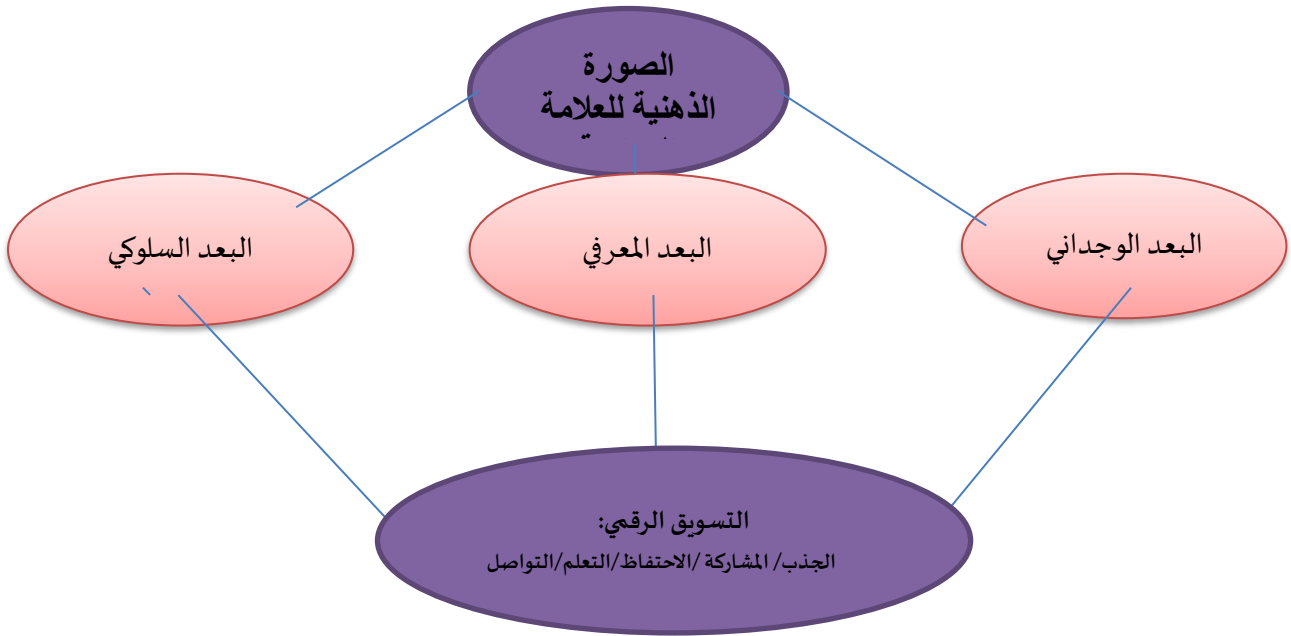 الصورة
الذهنية للعلامة
البعد الوجداني
البعد المعرفي
البعد السلوكي
التسويق الرقمي:
الجذب/ المشاركة /الاحتفاظ/التعلم/التواصل